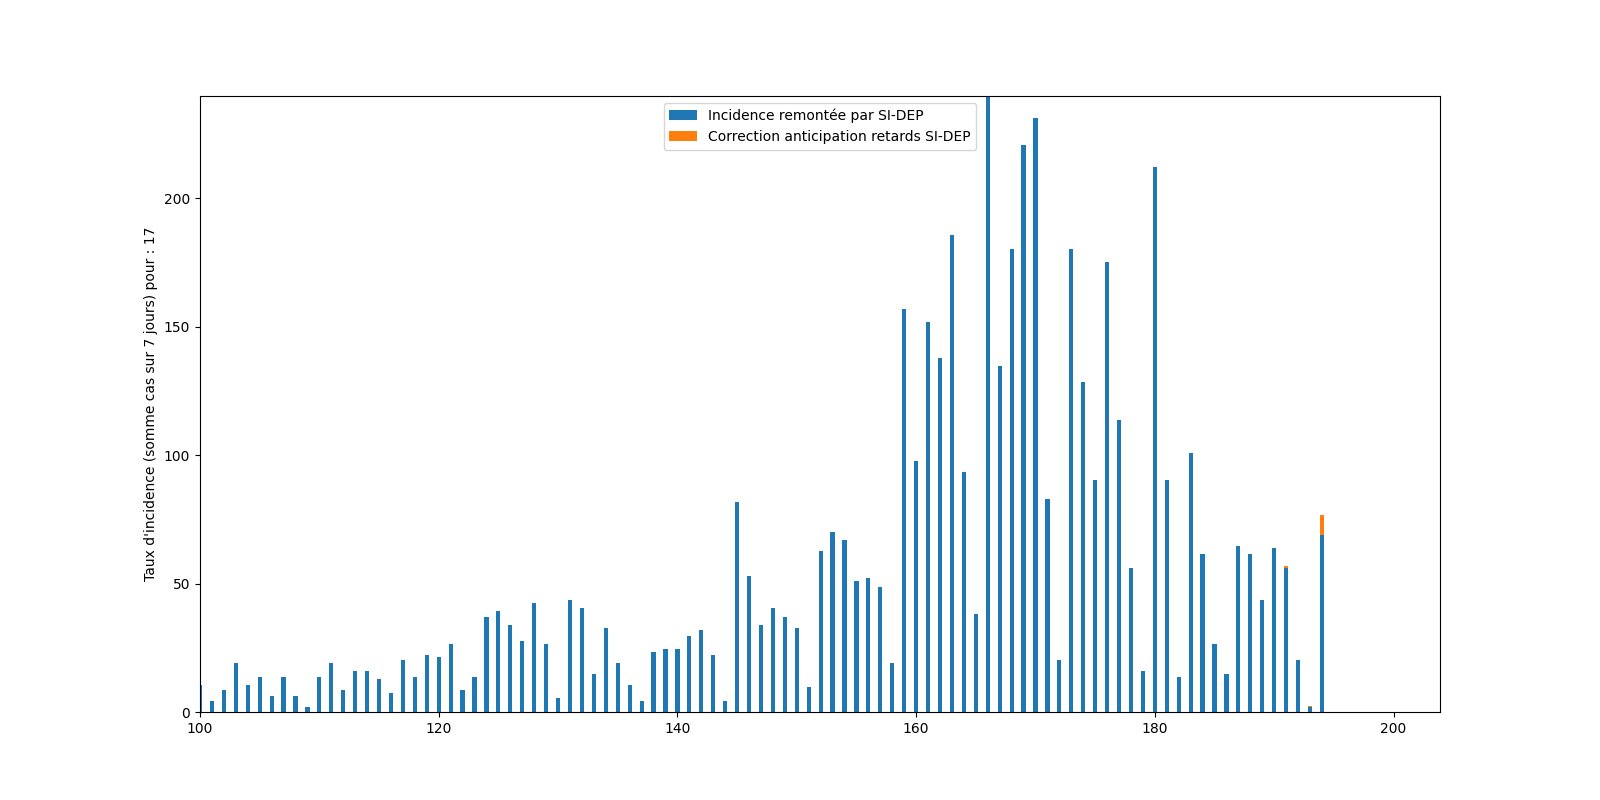 Incidence remontée par SI-DEP
Correction anticipation retards SI-DEP
Taux d'incidence (somme cas sur 7 jours) pour : 17
200
150
100
50
0
100 120 140 160 180 200